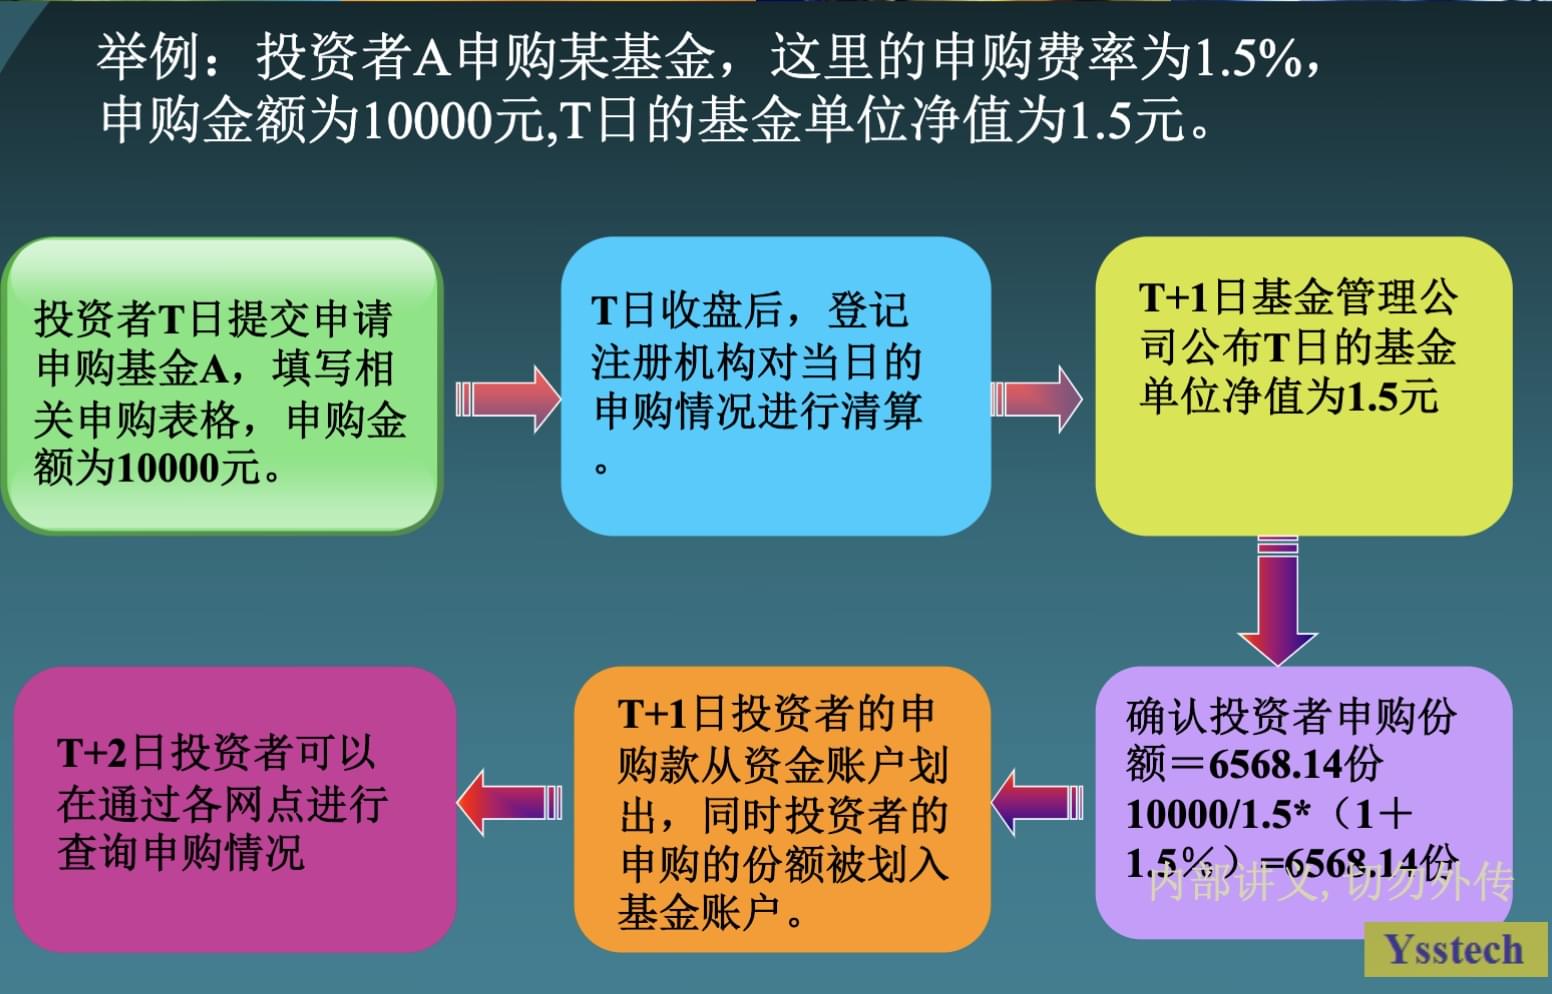 举例：投资者A申购某基金，这里的申购费率为1.5%，
申购金额为10000元,T日的基金单位净值为1.5元。
投资者T日提交申请
申购基金A，填写相
关申购表格，申购金
额为10000元。
T日收盘后，登记
注册机构对当日的
申购情况进行清算
。
T+1日基金管理公
司公布T日的基金
单位净值为1.5元
确认投资者申购份
额＝6568.14份
10000/1.5*（1＋
1.5％）=6568.14份
T+1日投资者的申
购款从资金账户划
出，同时投资者的
申购的份额被划入
基金账户。
T+2日投资者可以
在通过各网点进行
查询申购情况
内部讲义,切勿外传
Ysstech